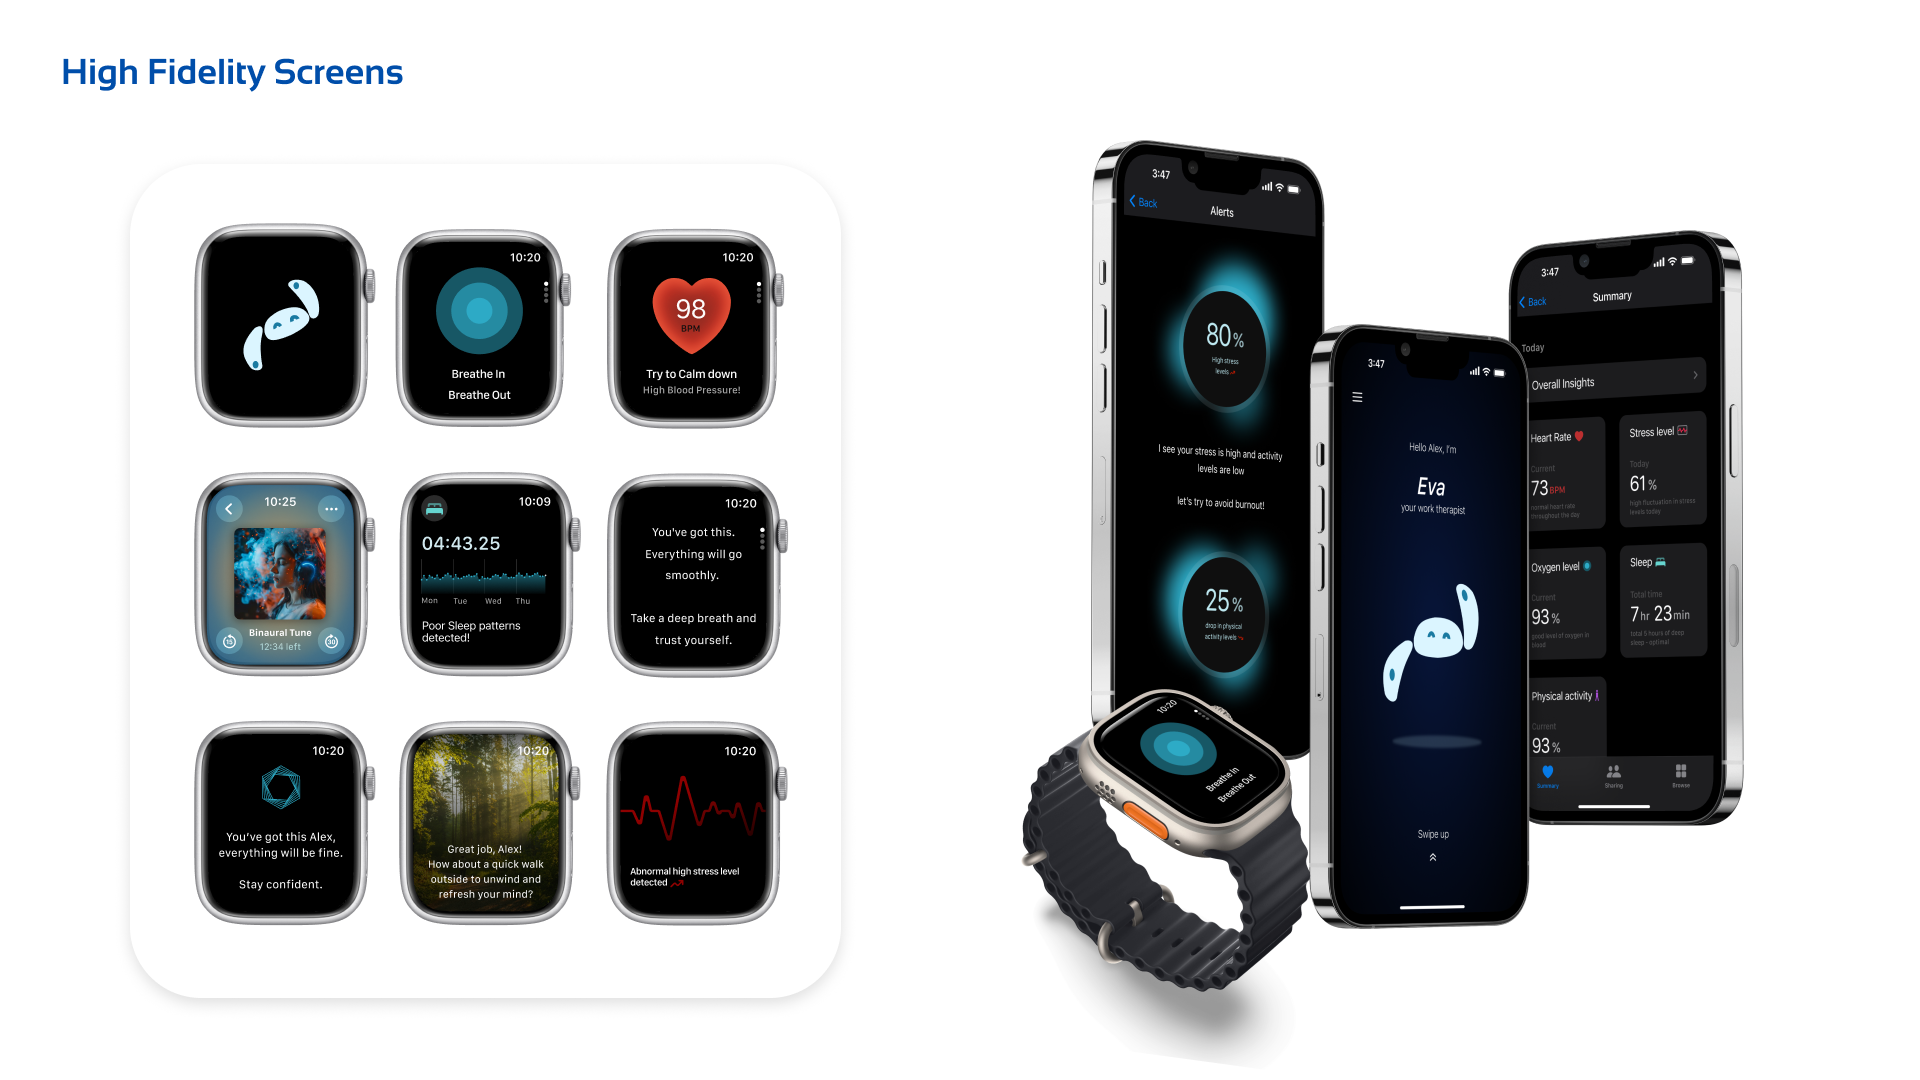 High Fidelity Screens
10:20
Breathe In
Breathe Out
10:20
98
BPM
Try to Calm down
High Blood Pressure!
10:25
Binaural Tune
12:34 left
15
30
10:09
04:43.25
Mon Tue Wed Thu
Poor Sleep patterns
detected!
10:20
You've got this.
Everything will go
smoothly.
Take a deep breath and
trust yourself.
10:20
You've got this Alex,
everything will be fine.
Stay confident.
10:20
Great job, Alex!
How about a quick walk
outside to unwind and
refresh your mind?
10:20
Abnormal high stress level
detected
3:47
Back
Alerts
80%
High stress
levels
I see your stress is high and activity
levels are low
let's try to avoid burnout!
25%
drop in physical
activity levels
10:20
Breathe In
Breathe Out
3:47
Hello Alex, I'm
Eva
your work therapist
Swipe up
3:47
Back
Summary
Today
Overall Insights
Heart Rate
Current
73 BPM
normal heart rate
throughout the day
Stress level
Today
61%
high fluctuation in stress
levels today
Oxygen level
Current
93%
good level of oxygen in
blood
Sleep
Total time
7hr 23min
total 5 hours of deep
sleep - optimal
Physical activity
Current
93%
Summary
Sharing
Browse